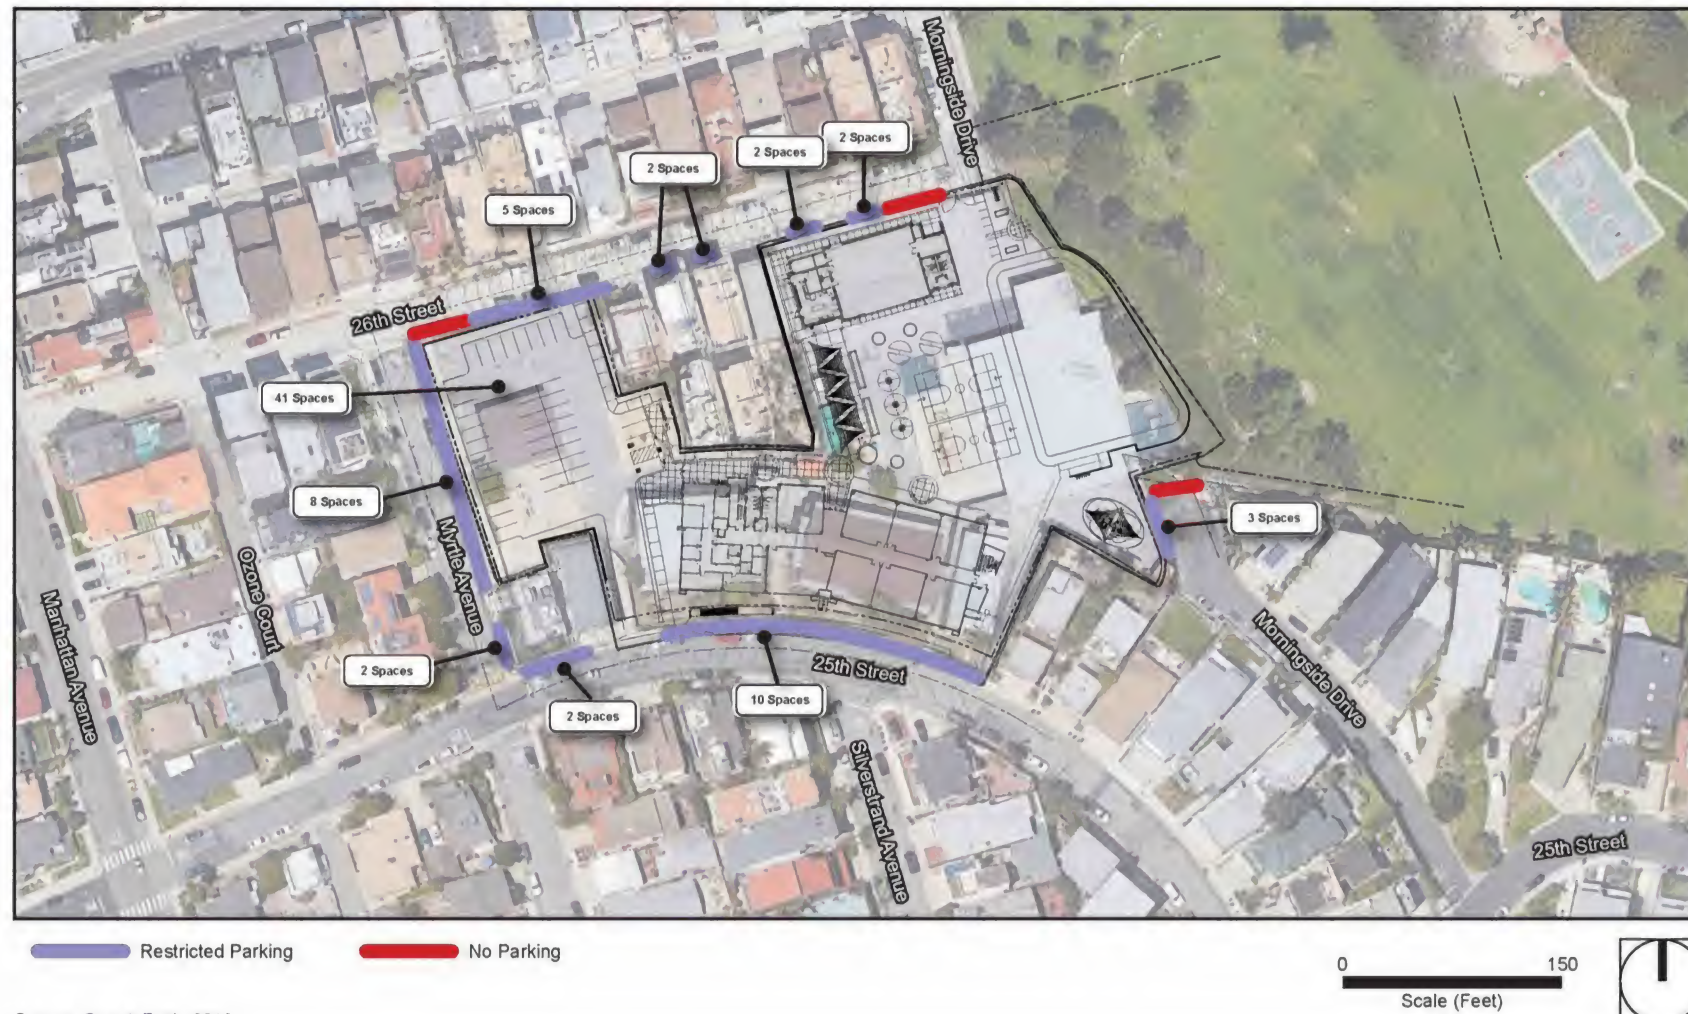 Morningside Drive
2 Spaces
2 Spaces
2 Spaces
5 Spaces
26th Street
41 Spaces
8 Spaces
3 Spaces
Myrtle Avenue
Ozone Court
Manhattan Avenue
2 Spaces
25th Street
10 Spaces
2 Spaces
Morningside Drive
Silverstrand Avenue
25th Street
Restricted Parking
No Parking
0 150
Scale (Feet)